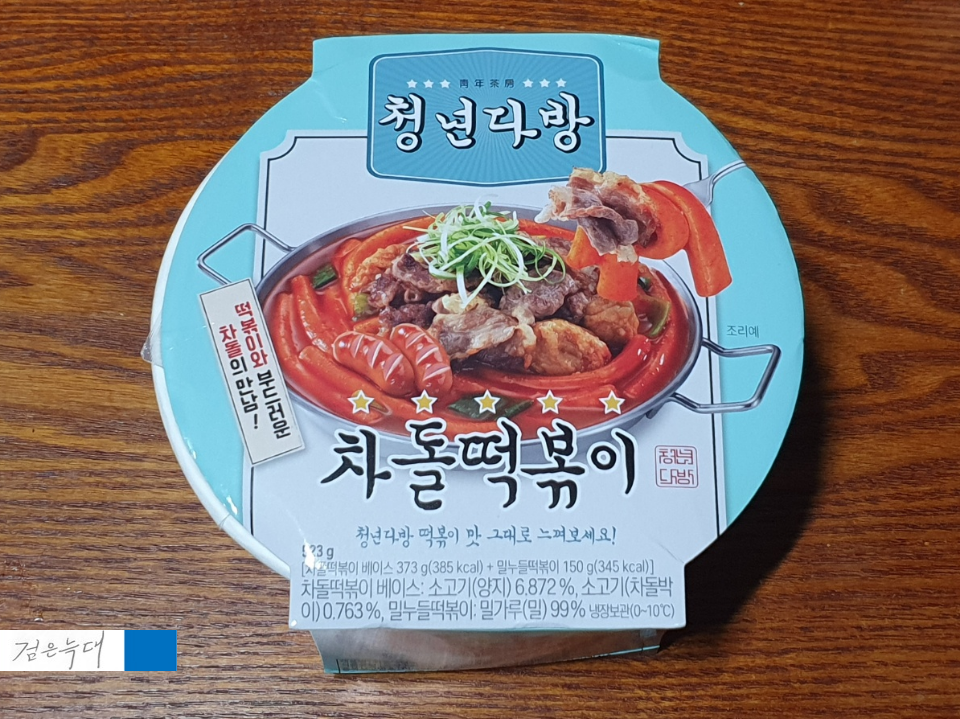 靑年茶房
청년다방
떡볶이와 부드러운
차돌의 만남!
조리예
차돌떡볶이
청년
다방
청년다방 떡볶이 맛 그대로 느껴보세요!
523 g
[차돌떡볶이 베이스 373 g(385 kcal) + 밀누들떡볶이 150 g(345 kcal)]
차돌떡볶이 베이스: 소고기(양지) 6.872 %, 소고기(차돌박
이) 0.763 %, 밀누들떡볶이: 밀가루(밀) 99 % 냉장보관(0~10℃)
검은늑대